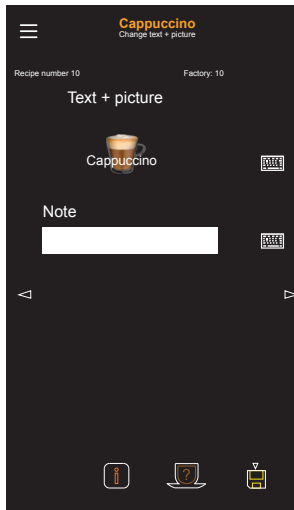 Cappuccino
Change text + picture
Recipe number 10 Factory: 10
Text + picture
Cappuccino
Note
i
?